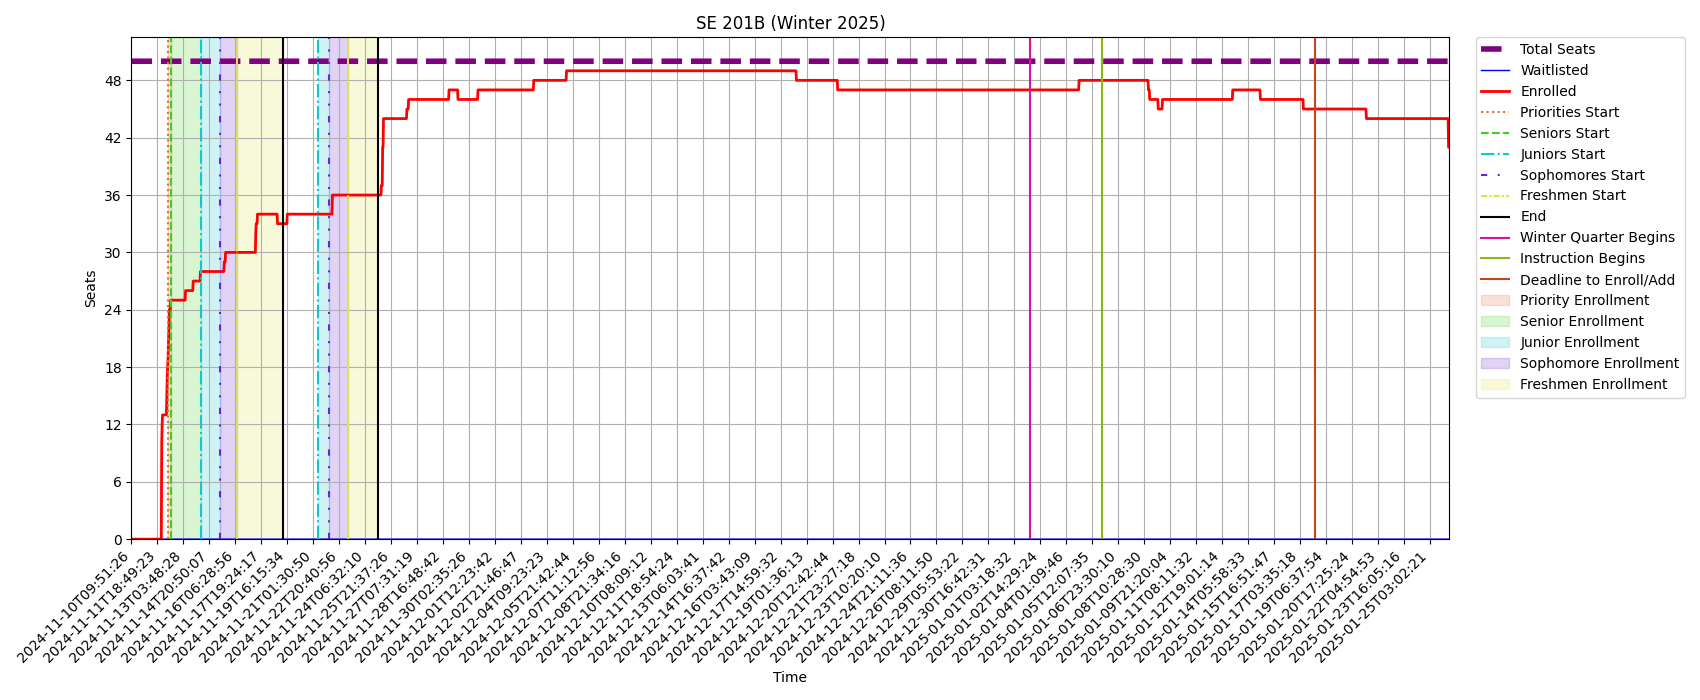 SE 201B (Winter 2025)
48
42
36
30
24
18
12
6
0
Seats
2024-11-10T09:51:26
2024-11-11T18:49:23
2024-11-13T03:48:28
2024-11-14T20:50:07
2024-11-16T06:28:56
2024-11-17T19:24:17
2024-11-19T16:15:34
2024-11-21T01:30:50
2024-11-22T20:40:56
2024-11-24T06:32:10
2024-11-25T21:37:26
2024-11-27T07:31:19
2024-11-28T16:48:42
2024-11-30T02:35:26
2024-12-01T12:23:42
2024-12-02T21:46:47
2024-12-04T09:23:23
2024-12-05T21:42:44
2024-12-07T11:12:56
2024-12-08T21:34:16
2024-12-10T08:09:12
2024-12-11T18:54:24
2024-12-13T06:03:41
2024-12-14T16:37:42
2024-12-16T03:43:09
2024-12-17T14:59:32
2024-12-19T01:36:13
2024-12-20T12:42:44
2024-12-21T23:27:18
2024-12-23T10:20:10
2024-12-24T21:11:36
2024-12-26T08:11:50
2024-12-29T05:53:22
2024-12-30T16:42:31
2025-01-01T03:18:32
2025-01-02T14:29:24
2025-01-04T01:09:46
2025-01-05T12:07:35
2025-01-06T23:30:10
2025-01-08T10:28:30
2025-01-09T21:20:04
2025-01-11T08:11:32
2025-01-12T19:01:14
2025-01-14T05:58:33
2025-01-15T16:51:47
2025-01-17T03:35:18
2025-01-19T06:37:54
2025-01-20T17:25:24
2025-01-22T04:54:53
2025-01-23T16:05:16
2025-01-25T03:02:21
Time
Total Seats
Waitlisted
Enrolled
Priorities Start
Seniors Start
Juniors Start
Sophomores Start
Freshmen Start
End
Winter Quarter Begins
Instruction Begins
Deadline to Enroll/Add
Priority Enrollment
Senior Enrollment
Junior Enrollment
Sophomore Enrollment
Freshmen Enrollment